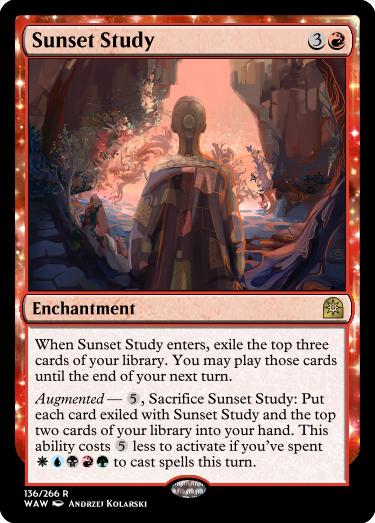 Sunset Study 3
Enchantment
When Sunset Study enters, exile the top three
cards of your library. You may play those cards
until the end of your next turn.
Augmented — 5, Sacrifice Sunset Study: Put
each card exiled with Sunset Study and the top
two cards of your library into your hand. This
ability costs 5 less to activate if you’ve spent
to cast spells this turn.
136/266 R
WAW Andrzej Kolarski